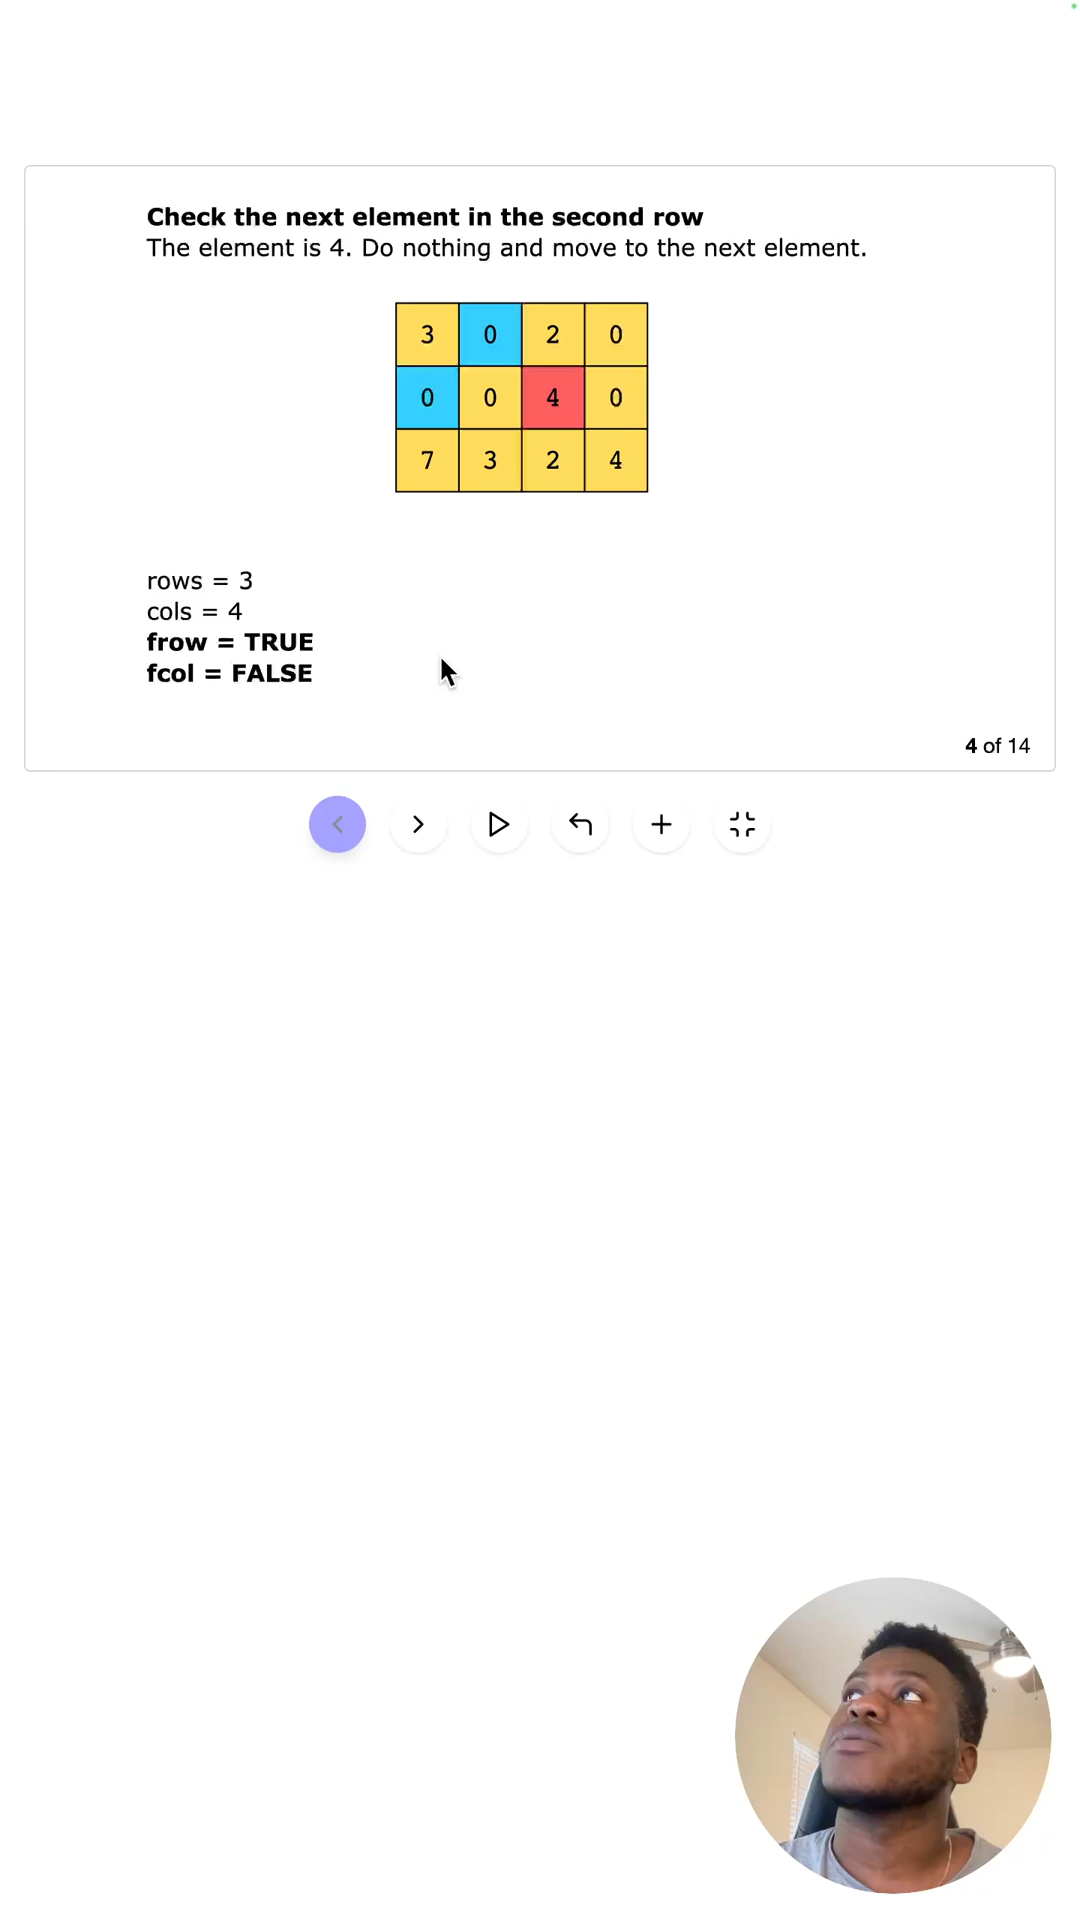 Check the next element in the second row
The element is 4. Do nothing and move to the next element.
3 0 2 0
0 0 4 0
7 3 2 4
rows = 3
cols = 4
frow = TRUE
fcol = FALSE
4 of 14